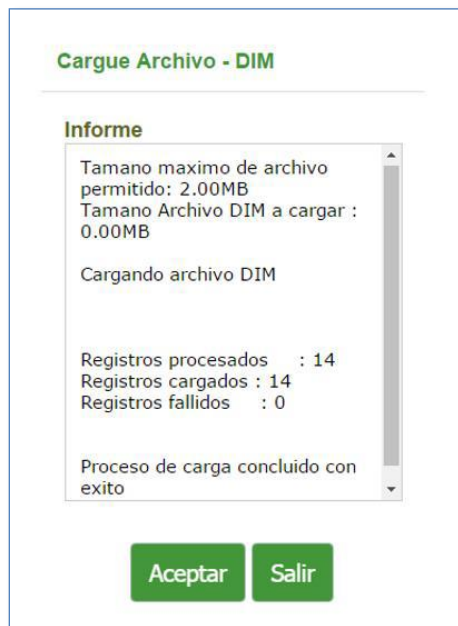 Cargue Archivo - DIM
Informe
Tamano maximo de archivo
permitido: 2.00MB
Tamano Archivo DIM a cargar :
0.00MB
Cargando archivo DIM
Registros procesados : 14
Registros cargados : 14
Registros fallidos : 0
Proceso de carga concluido con
exito
Aceptar Salir